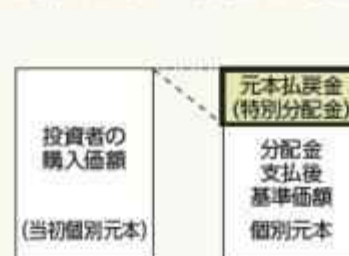 投資者の
購入価額
(当初個別元本)
元本払戻金
(特別分配金)
分配金
支払後
基準価額
個別元本